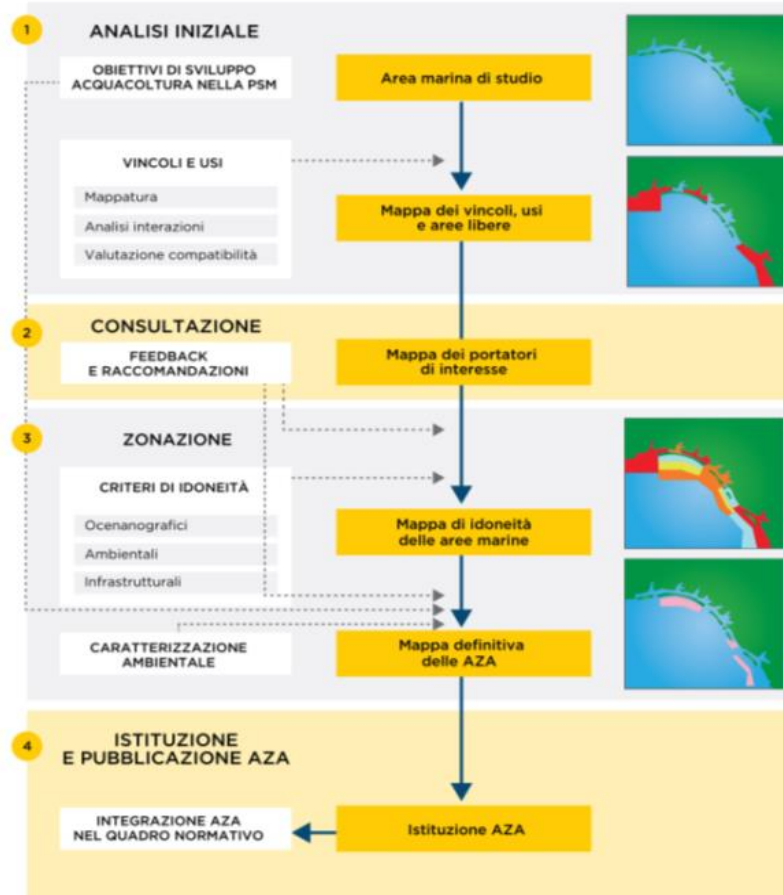 1
ANALISI INIZIALE
OBIETTIVI DI SVILUPPO
ACQUACOLTURA NELLA PSM
Area marina di studio
VINCOLI E USI
Mappatura
Analisi interazioni
Valutazione compatibilità
Mappa dei vincoli, usi
e aree libere
2
CONSULTAZIONE
FEEDBACK
E RACCOMANDAZIONI
Mappa dei portatori
di interesse
3
ZONAZIONE
CRITERI DI IDONEITÀ
Ocenanografici
Ambientali
Infrastrutturali
Mappa di idoneità
delle aree marine
CARATTERIZZAZIONE
AMBIENTALE
Mappa definitiva
delle AZA
4
ISTITUZIONE
E PUBBLICAZIONE AZA
INTEGRAZIONE AZA
NEL QUADRO NORMATIVO
Istituzione AZA